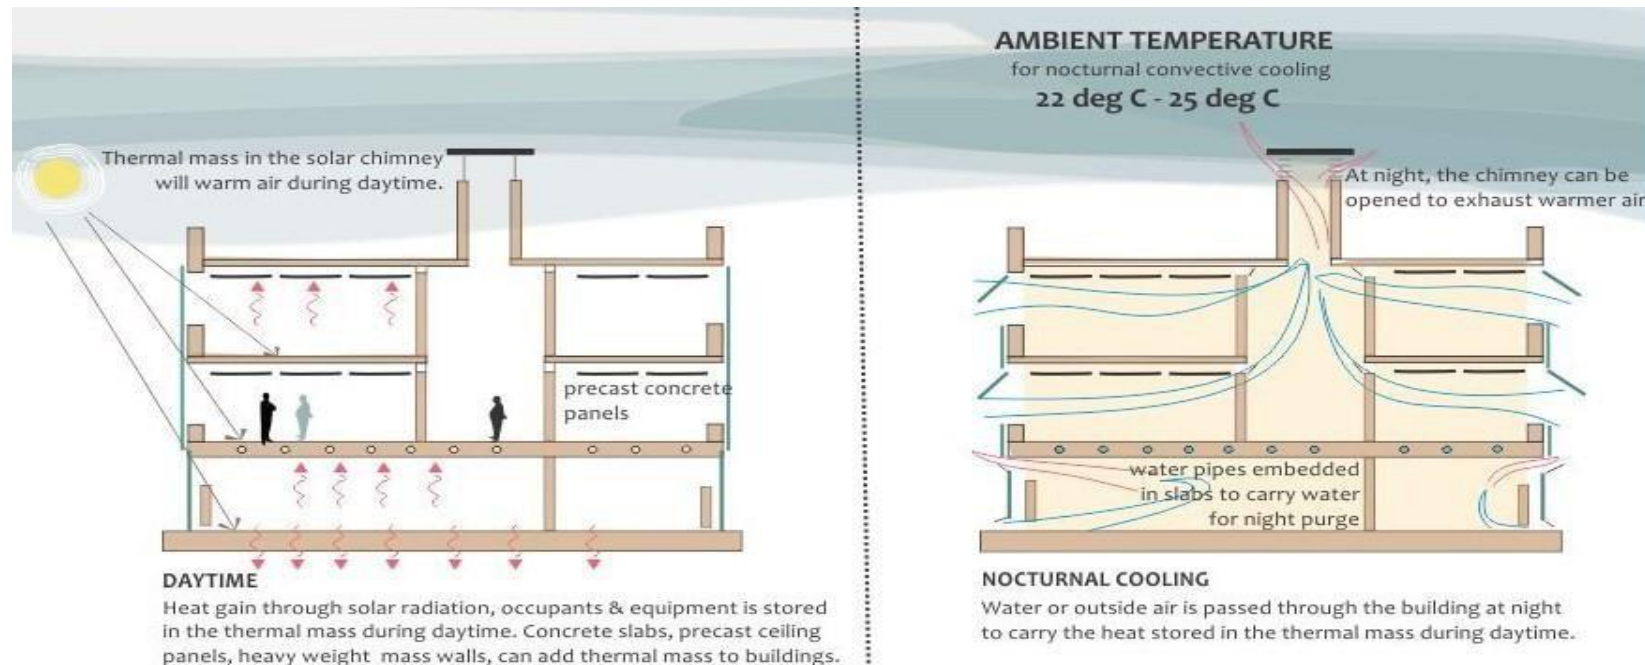 Thermal mass in the solar chimney
will warm air during daytime.
precast concrete
panels
DAYTIME
Heat gain through solar radiation, occupants & equipment is stored
in the thermal mass during daytime. Concrete slabs, precast ceiling
panels, heavy weight mass walls, can add thermal mass to buildings.
AMBIENT TEMPERATURE
for nocturnal convective cooling
22 deg C - 25 deg C
At night, the chimney can be
opened to exhaust warmer air
water pipes embedded
in slabs to carry water
for night purge
NOCTURNAL COOLING
Water or outside air is passed through the building at night
to carry the heat stored in the thermal mass during daytime.